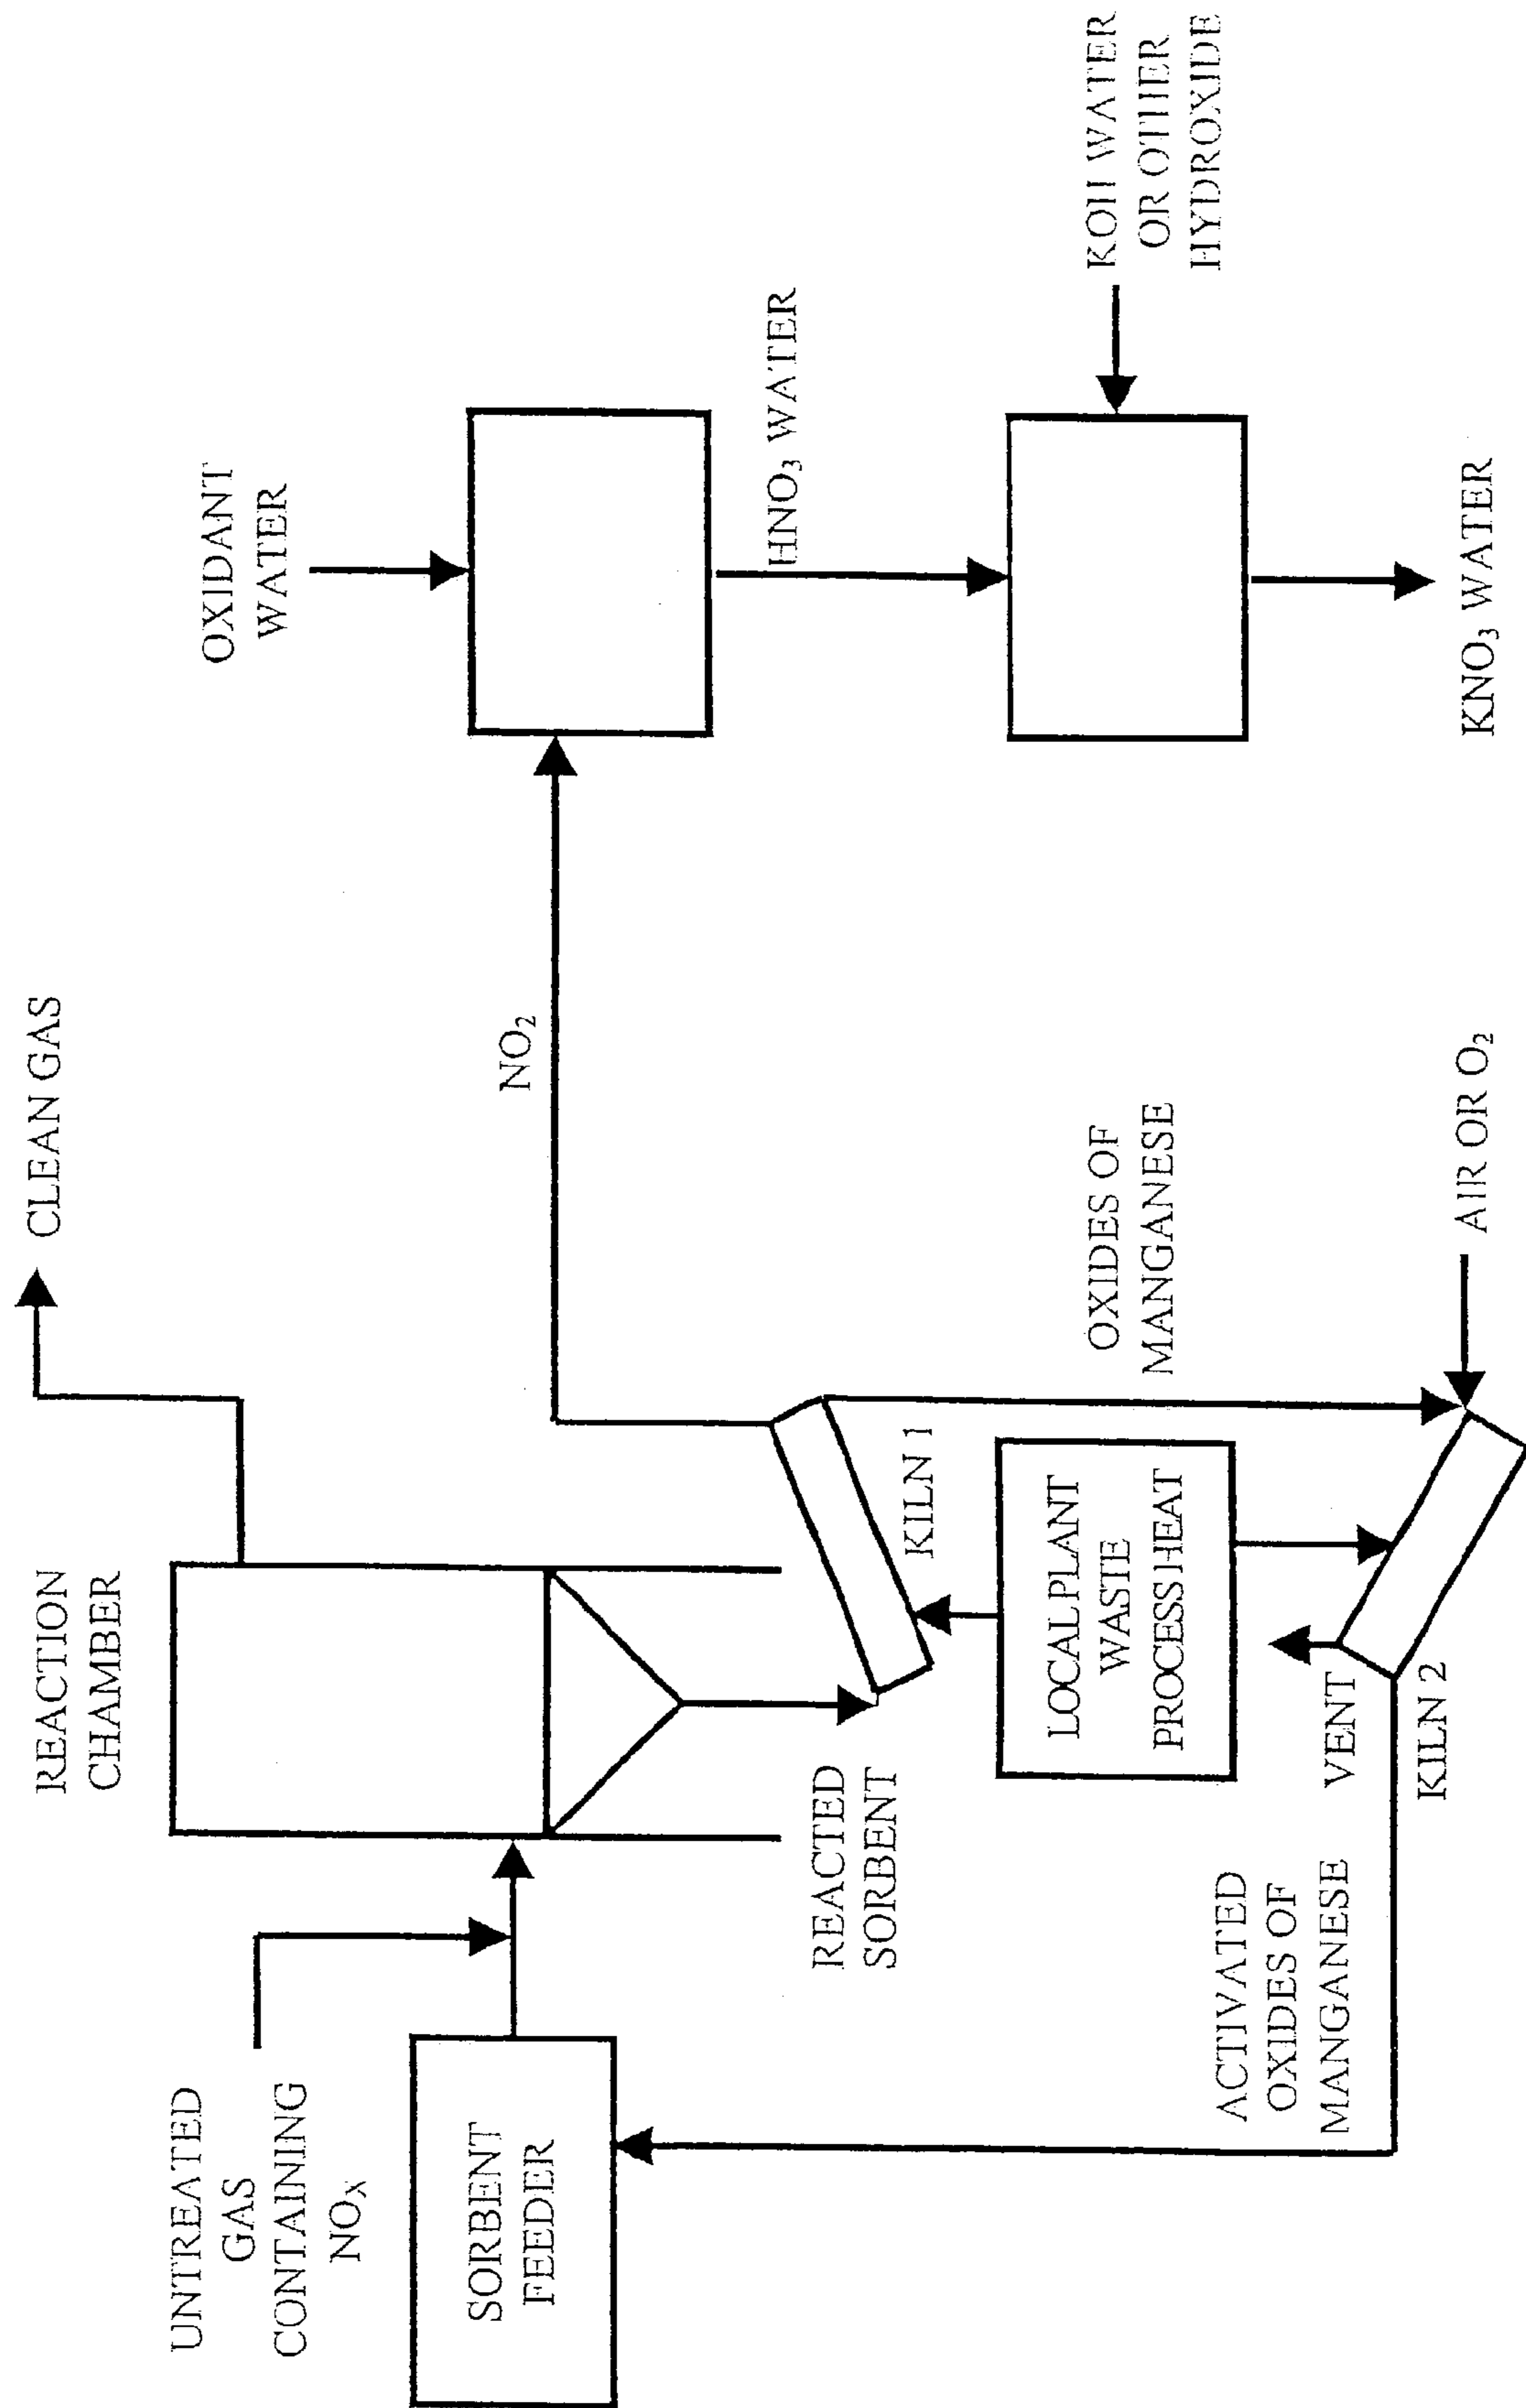 REACTION
CHAMBER
CLEAN GAS
UNTREATED
GAS
CONTAINING
NOX
SORBENT
FEEDER
REACTED
SORBENT
KILN 1
NO2
OXIDANT
WATER
HNO3 WATER
KOH WATER
OR OTHER
HYDROXIDE
KNO3 WATER
LOCAL PLANT
WASTE
PROCESS HEAT
OXIDES OF
MANGANESE
AIR OR O2
VENT
KILN 2
ACTIVATED
OXIDES OF
MANGANESE